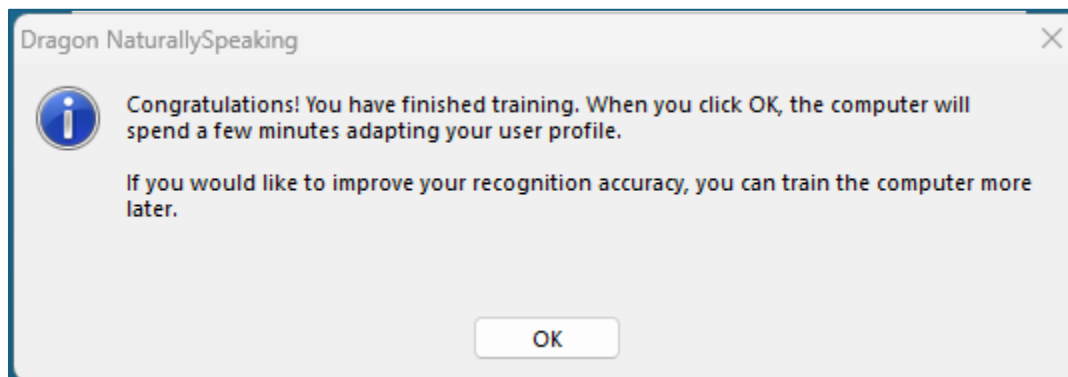 Dragon NaturallySpeaking
Congratulations! You have finished training. When you click OK, the computer will
spend a few minutes adapting your user profile.
If you would like to improve your recognition accuracy, you can train the computer more
later.
OK